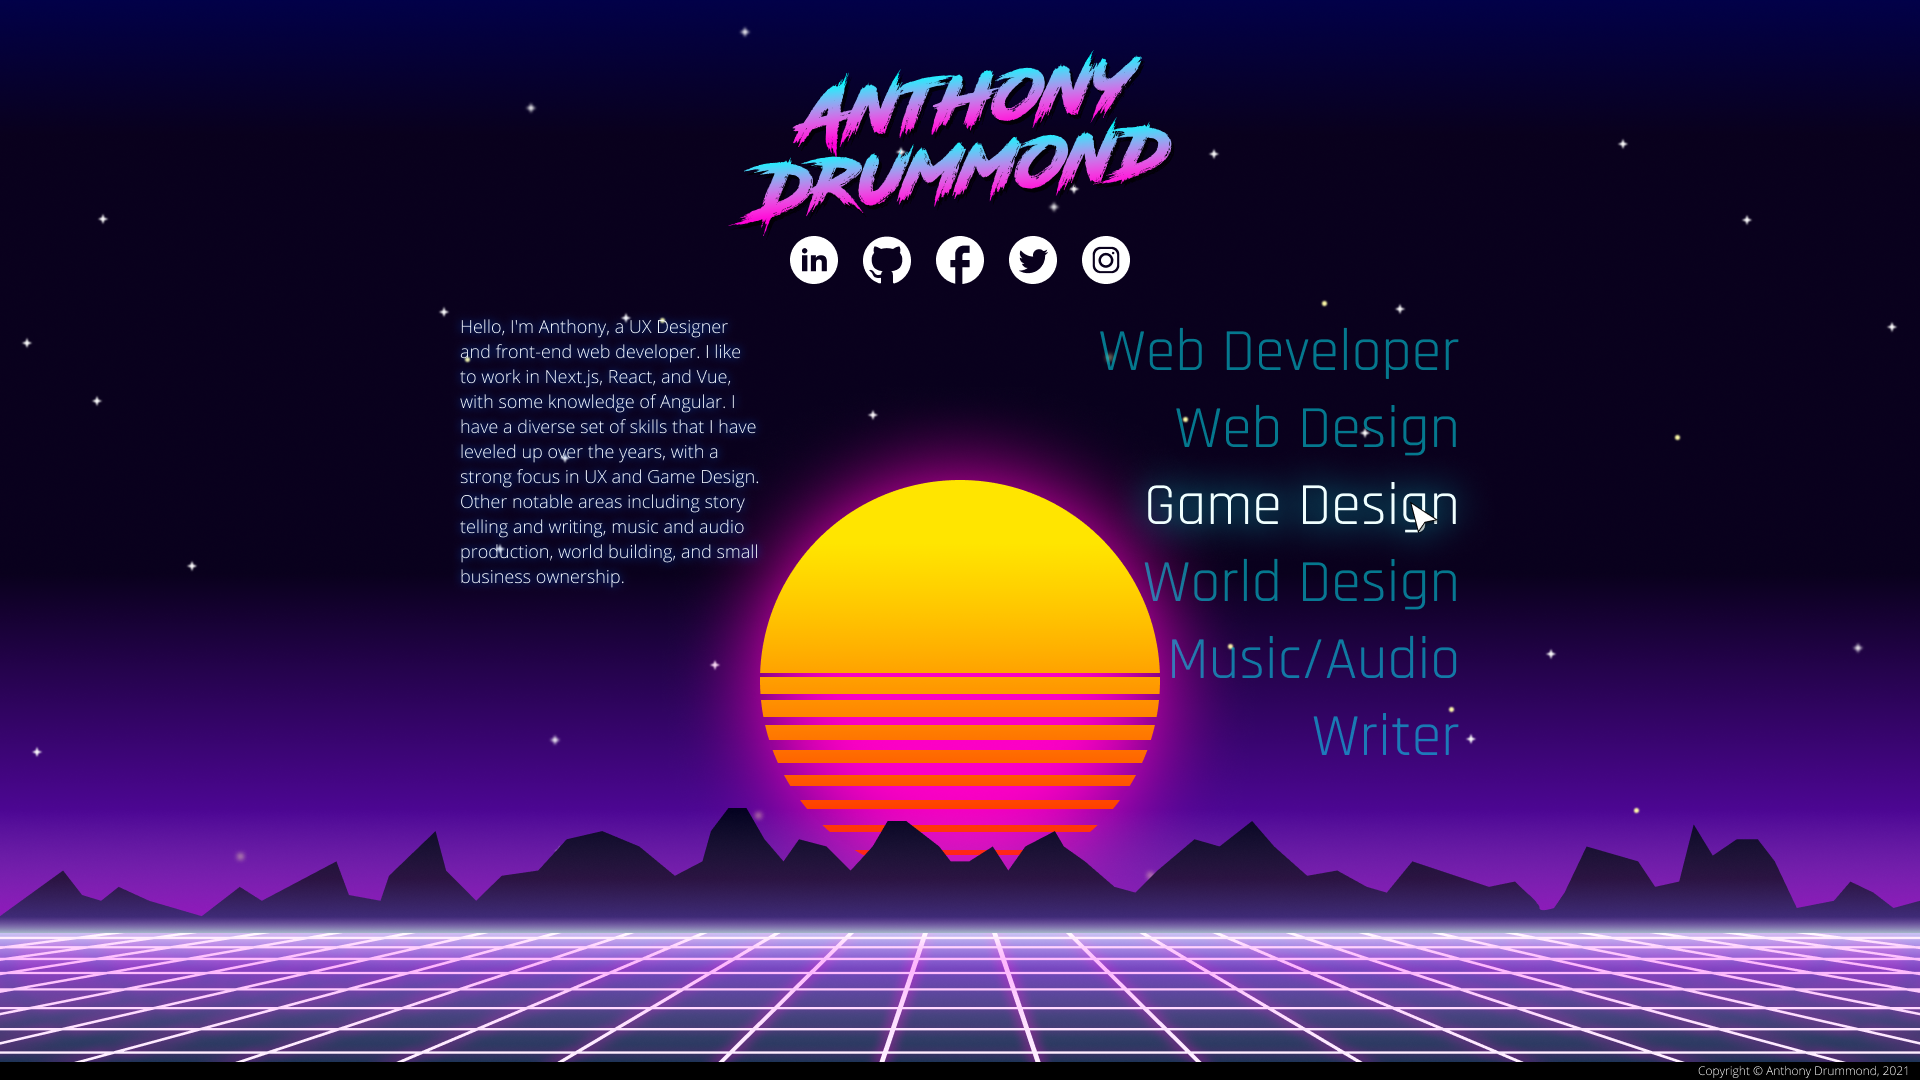 ANTHONY
DRUMMOND
Hello, I'm Anthony, a UX Designer
and front-end web developer. I like
to work in Next.js, React, and Vue,
with some knowledge of Angular. I
have a diverse set of skills that I have
leveled up over the years, with a
strong focus in UX and Game Design.
Other notable areas including story
telling and writing, music and audio
production, world building, and small
business ownership.
Web Developer
Web Design
Game Design
World Design
Music/Audio
Writer
Copyright © Anthony Drummond, 2021